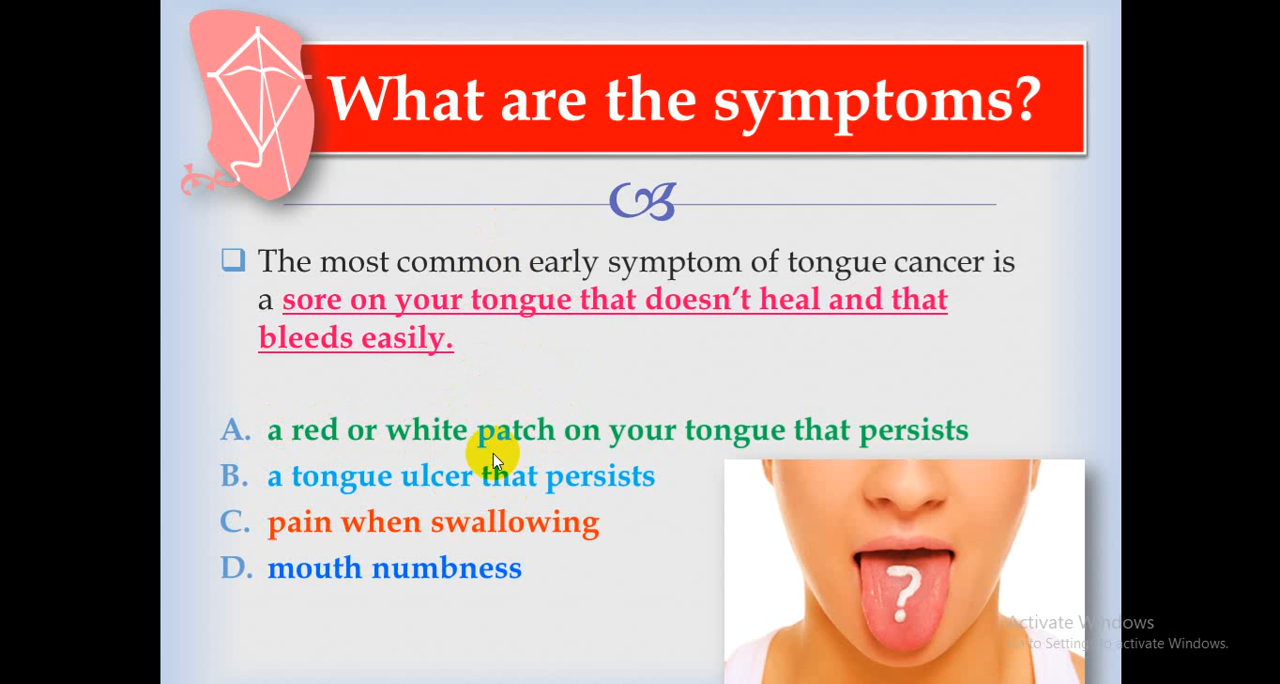 What are the symptoms?
❑ The most common early symptom of tongue cancer is
a sore on your tongue that doesn’t heal and that
bleeds easily.
A. a red or white patch on your tongue that persists
B. a tongue ulcer that persists
C. pain when swallowing
D. mouth numbness
?
Activate Windows
Go to Settings to activate Windows.